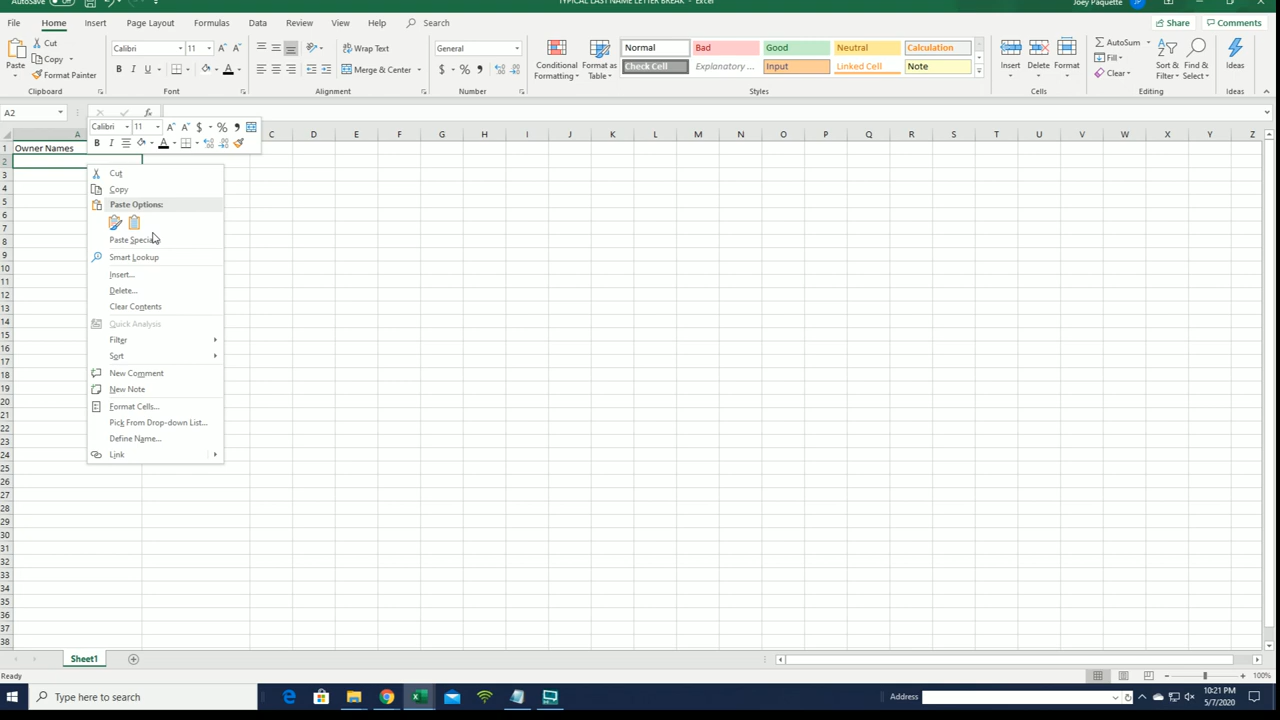 AutoSave
TYPICAL LAST NAME LETTER BREAK - Excel
Joey Paquette
JP
File Home Insert Page Layout Formulas Data Review View Help Search
Share Comments
Paste
Cut
Copy
Format Painter
Clipboard
Calibri 11
B I U
Font
Wrap Text
Merge & Center
Alignment
General
Number
Conditional Formatting
Format as Table
Normal Bad Good Neutral Calculation
Check Cell Explanatory ... Input Linked Cell Note
Styles
Insert Delete Format
Cells
AutoSum
Fill
Clear
Sort & Filter
Find & Select
Editing
Ideas
Ideas
A2
fx
Calibri 11 $ % ,
B I A
A C D E F G H I J K L M N O P Q R S T U V W X Y Z
1 Owner Names
2
3
4
5
6
7
8
9
10
11
12
13
14
15
16
17
18
19
20
21
22
23
24
25
26
27
28
29
30
31
32
33
34
35
36
37
38
Cut
Copy
Paste Options:
Paste Specia
Smart Lookup
Insert...
Delete...
Clear Contents
Quick Analysis
Filter
Sort
New Comment
New Note
Format Cells...
Pick From Drop-down List...
Define Name...
Link
Sheet1
Ready
100%
Type here to search
Address
10:21 PM
5/7/2020